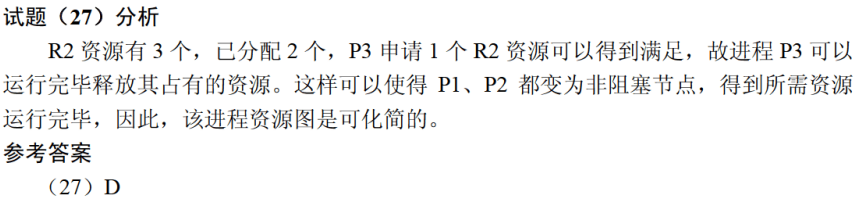 试题（27）分析
R2 资源有 3 个，已分配 2 个，P3 申请 1 个 R2 资源可以得到满足，故进程 P3 可以
运行完毕释放其占有的资源。这样可以使得 P1、P2 都变为非阻塞节点，得到所需资源
运行完毕，因此，该进程资源图是可化简的。
参考答案
（27）D